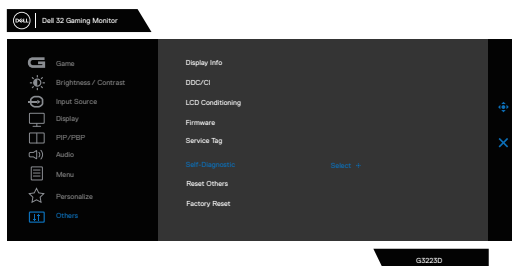 DELL Dell 32 Gaming Monitor
Game
Brightness / Contrast
Input Source
Display
PIP/PBP
Audio
Menu
Personalize
Others
Display Info
DDC/CI
LCD Conditioning
Firmware
Service Tag
Self-Diagnostic Select +
Reset Others
Factory Reset
G3223D